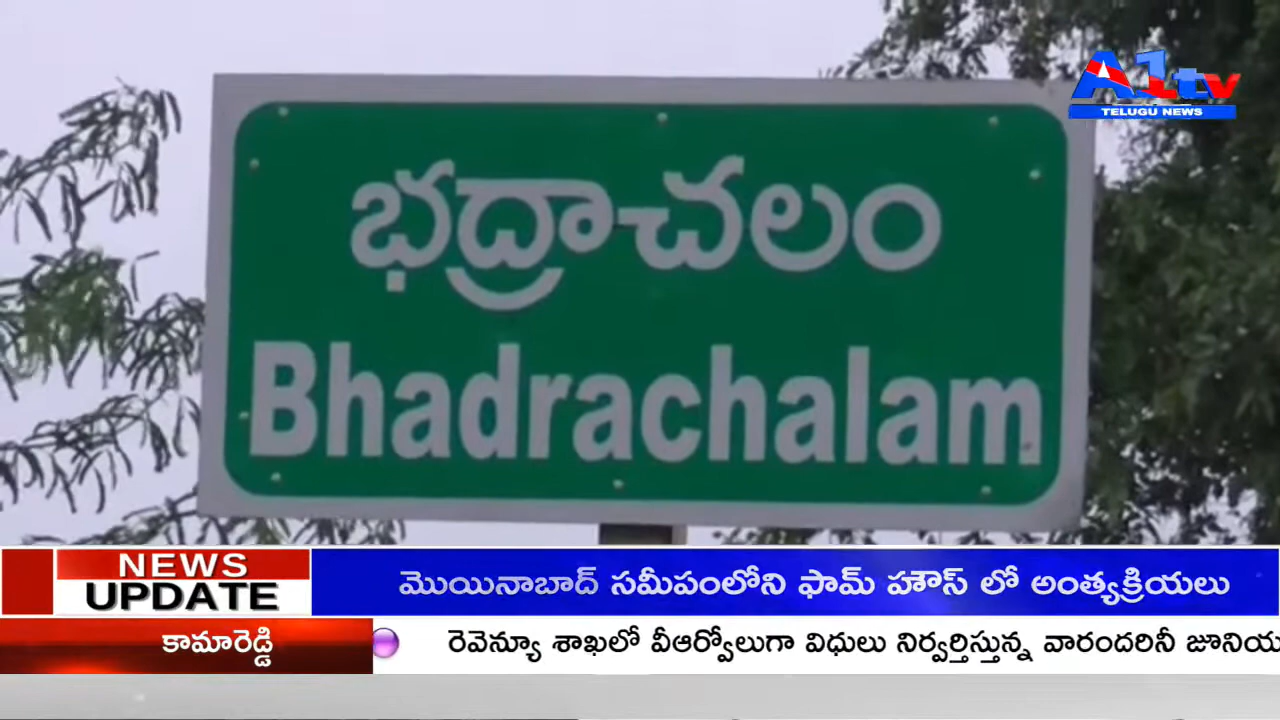 A1tv
TELUGU NEWS
భద్రాచలం
Bhadrachalam
NEWS
UPDATE
మొయినాబాద్ సమీపంలోని ఫామ్ హౌస్ లో అంత్యక్రియలు
కామారెడ్డి
రెవెన్యూ శాఖలో వీఆర్వోలుగా విధులు నిర్వర్తిస్తున్న వారందరినీ జూనియ